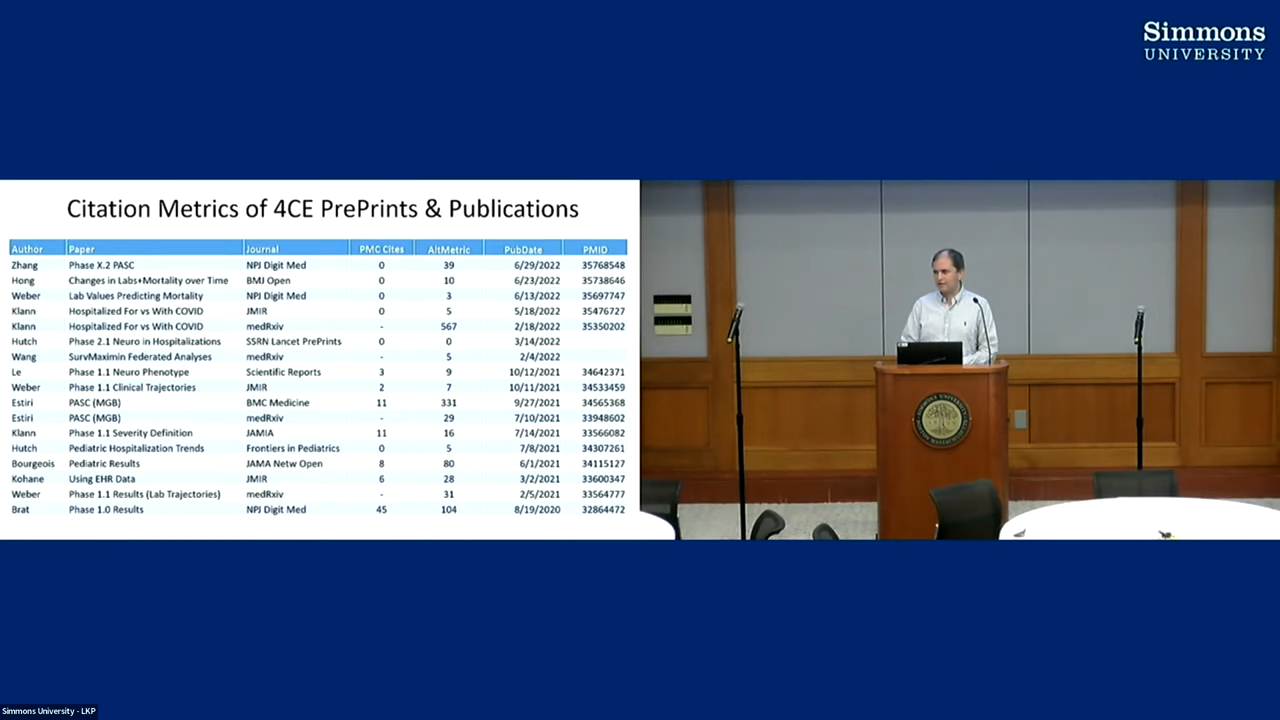 Simmons
UNIVERSITY
Citation Metrics of 4CE PrePrints & Publications
Author Paper Journal PMC Cites AltMetric PubDate PMID
Zhang Phase X.2 PASC NPJ Digit Med 0 39 6/29/2022 35768548
Hong Changes in Labs+Mortality over Time BMJ Open 0 10 6/23/2022 35738646
Weber Lab Values Predicting Mortality NPJ Digit Med 0 3 6/13/2022 35697747
Klann Hospitalized For vs With COVID JMIR 0 5 5/18/2022 35476727
Klann Hospitalized For vs With COVID medRxiv - 567 2/18/2022 35350202
Hutch Phase 2.1 Neuro in Hospitalizations SSRN Lancet PrePrints 0 0 3/14/2022
Wang SurvMaximin Federated Analyses medRxiv - 5 2/4/2022
Le Phase 1.1 Neuro Phenotype Scientific Reports 3 9 10/12/2021 34642371
Weber Phase 1.1 Clinical Trajectories JMIR 2 7 10/11/2021 34533459
Estiri PASC (MGB) BMC Medicine 11 331 9/27/2021 34565368
Estiri PASC (MGB) medRxiv - 29 7/10/2021 33948602
Klann Phase 1.1 Severity Definition JAMIA 11 16 7/14/2021 33566082
Hutch Pediatric Hospitalization Trends Frontiers in Pediatrics 0 5 7/8/2021 34307261
Bourgeois Pediatric Results JAMA Netw Open 8 80 6/1/2021 34115127
Kohane Using EHR Data JMIR 6 28 3/2/2021 33600347
Weber Phase 1.1 Results (Lab Trajectories) medRxiv - 31 2/5/2021 33564777
Brat Phase 1.0 Results NPJ Digit Med 45 104 8/19/2020 32864472
Simmons University - LKP